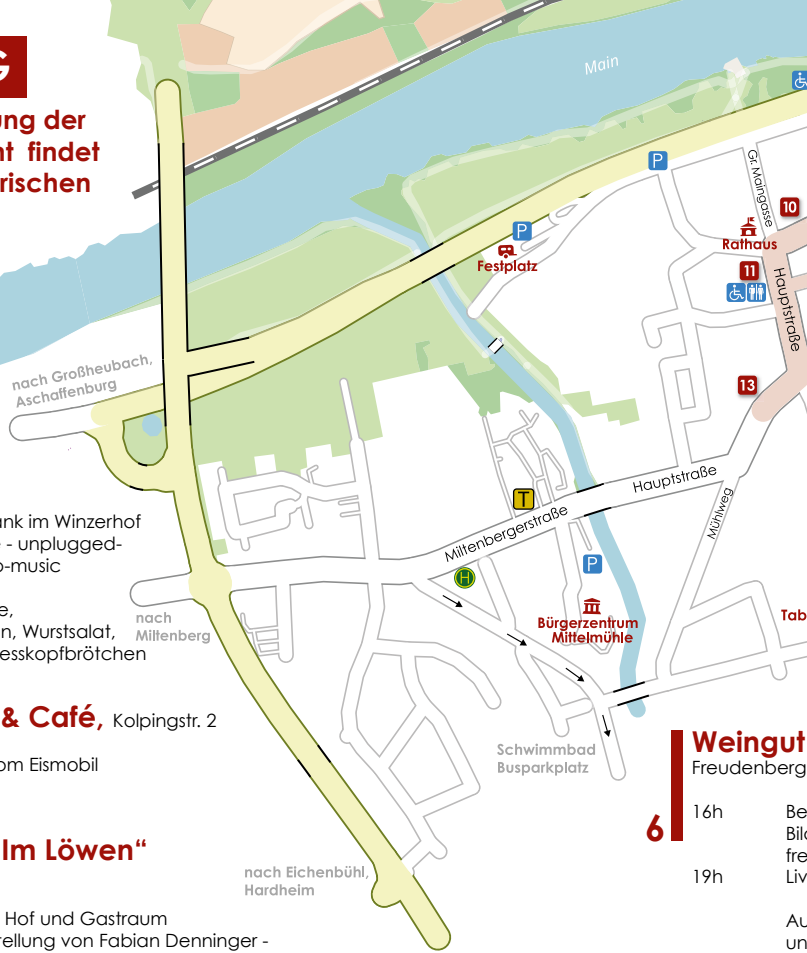 G
ung der
nt findet
rischen
Main
P
Gr. Maingasse
10
Rathaus
11
P
Festplatz
Hauptstraße
nach Großheubach,
Aschaffenburg
13
ank im Winzerhof
e - unplugged-
o-music
T
Hauptstraße
Miltenbergerstraße
Mühlweg
H
P
e,
n, Wurstsalat,
esskopfbrötchen
nach
Miltenberg
Bürgerzentrum
Mittelmühle
Tab
& Café, Kolpingstr. 2
om Eismobil
Schwimmbad
Busparkplatz
Weingut
Freudenberg
6
16h Be
Bild
fre
19h Liv
Au
un
Im Löwen“
nach Eichenbühl,
Hardheim
Hof und Gastraum
tellung von Fabian Denninger -